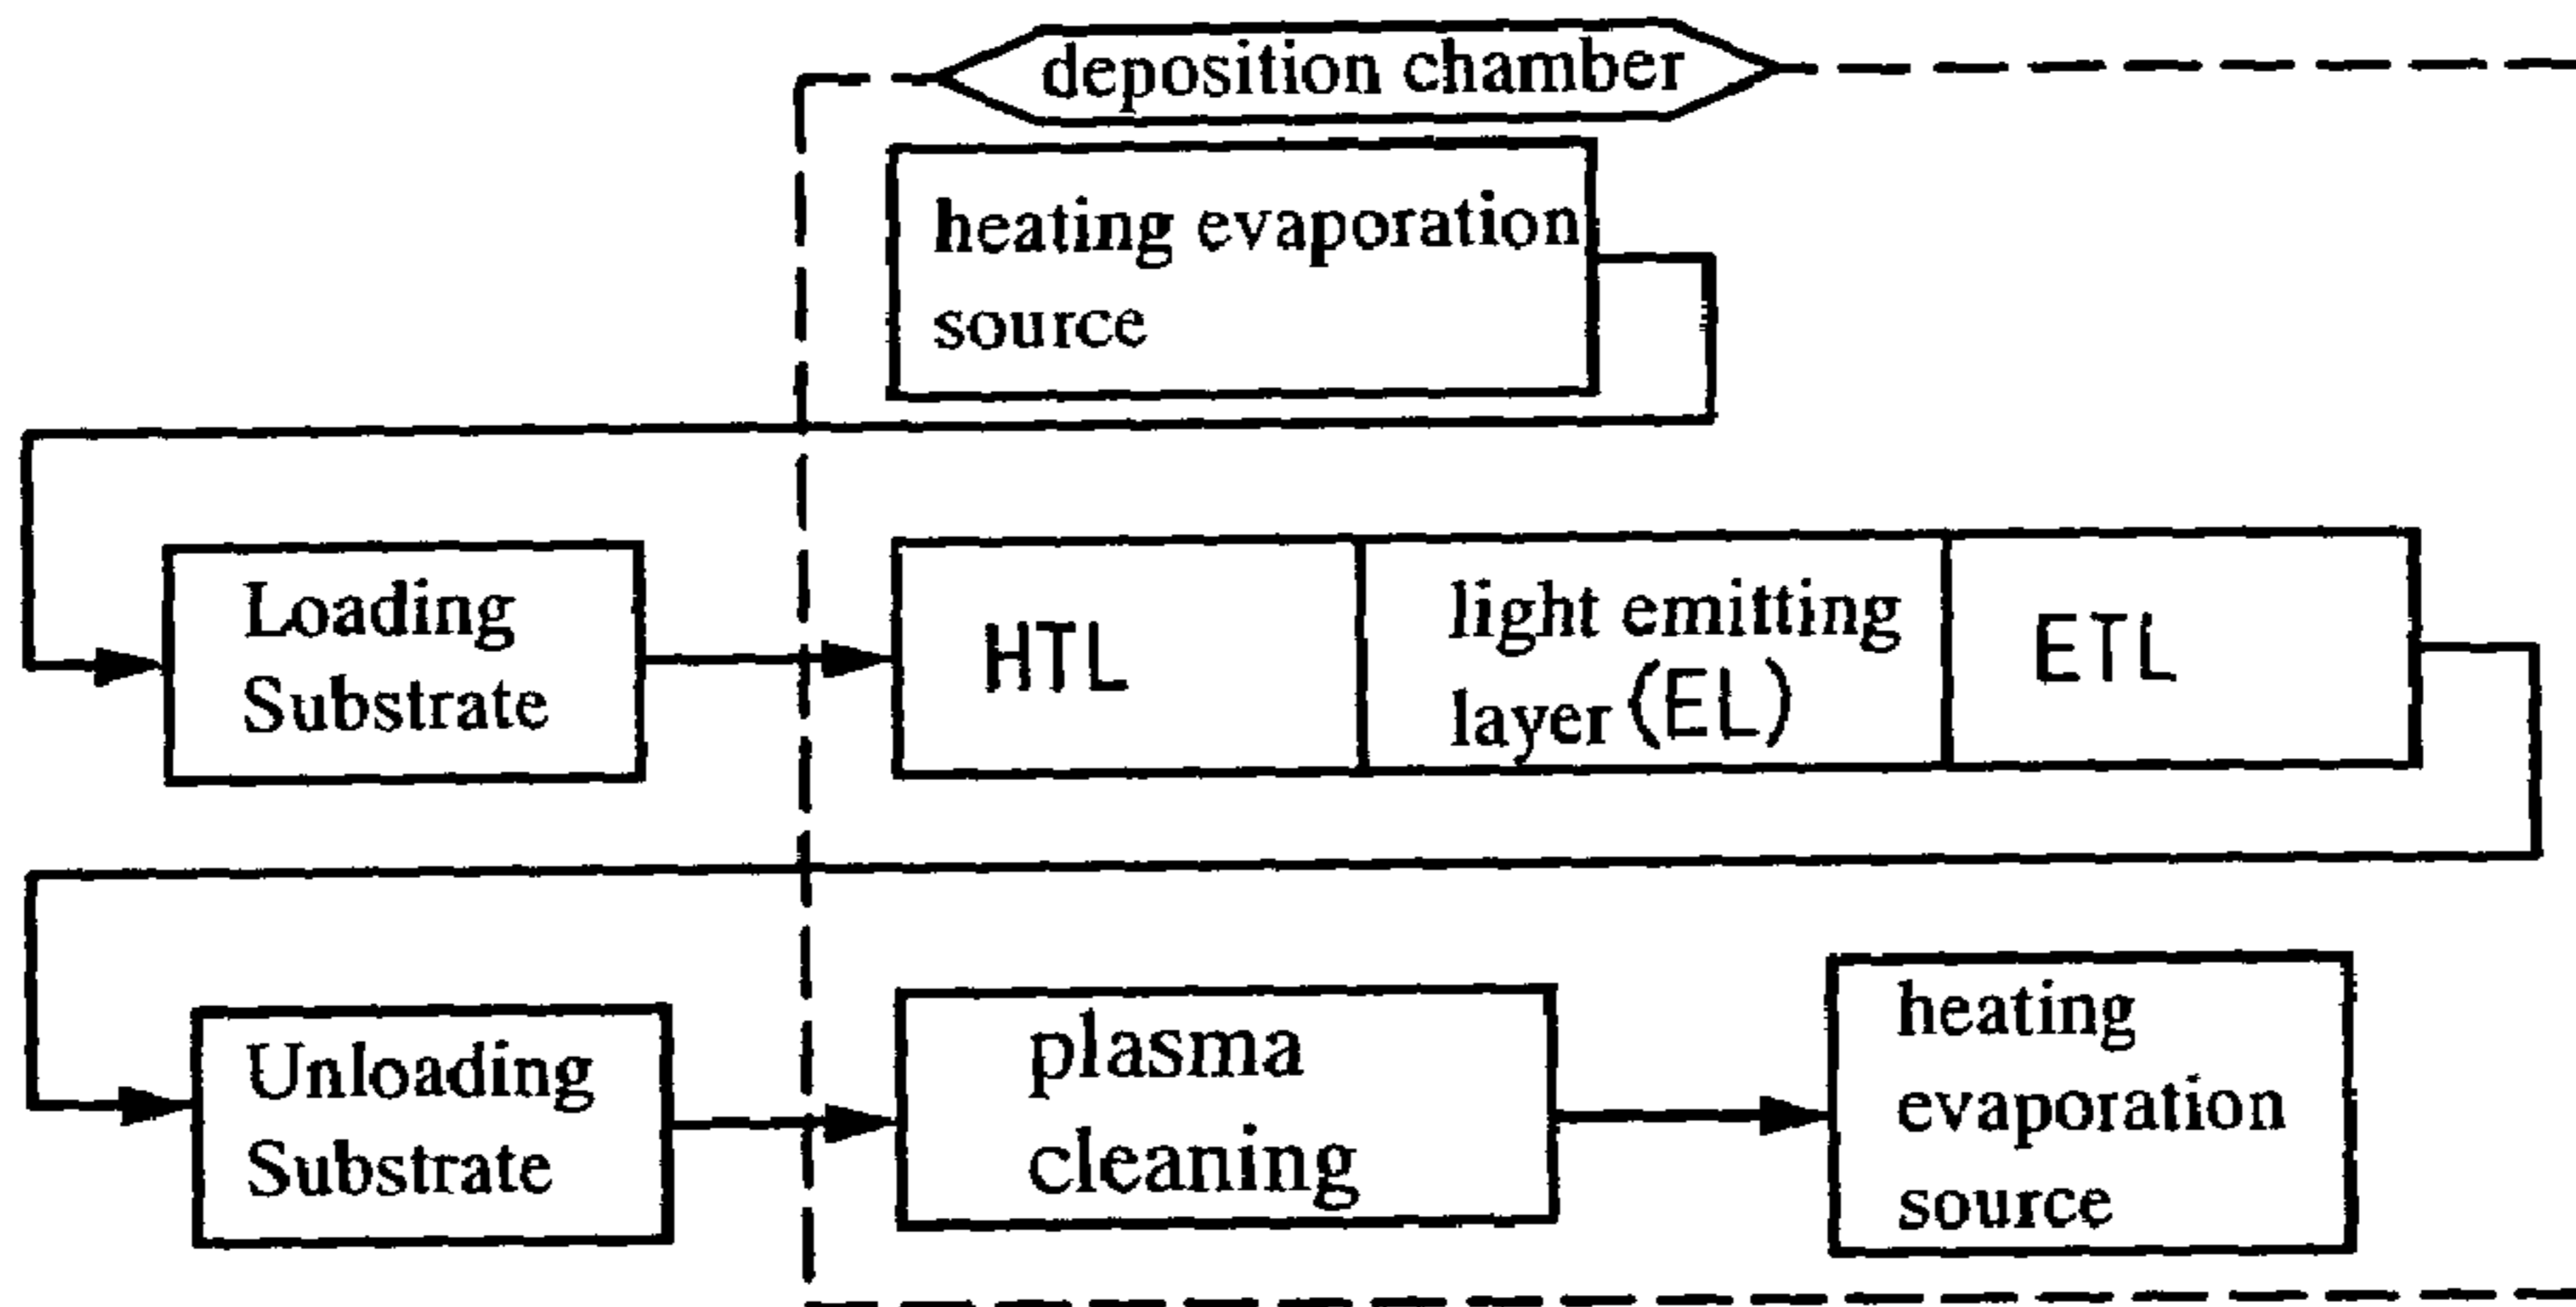 deposition chamber
heating evaporation
source
Loading
Substrate
HTL
light emitting
layer (EL)
ETL
Unloading
Substrate
plasma
cleaning
heating
evaporation
source